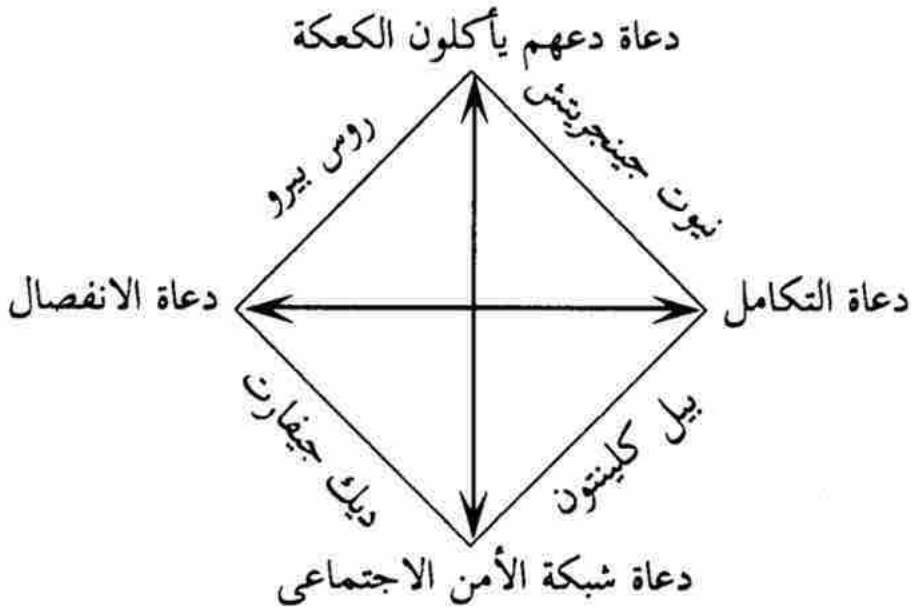 دعاة دعهم يأكلون الكعكة
نيوت جينجريتش
روس بيرو
دعاة التكامل
دعاة الانفصال
بيل كلينتون
ديك جيفارت
دعاة شبكة الأمن الاجتماعى